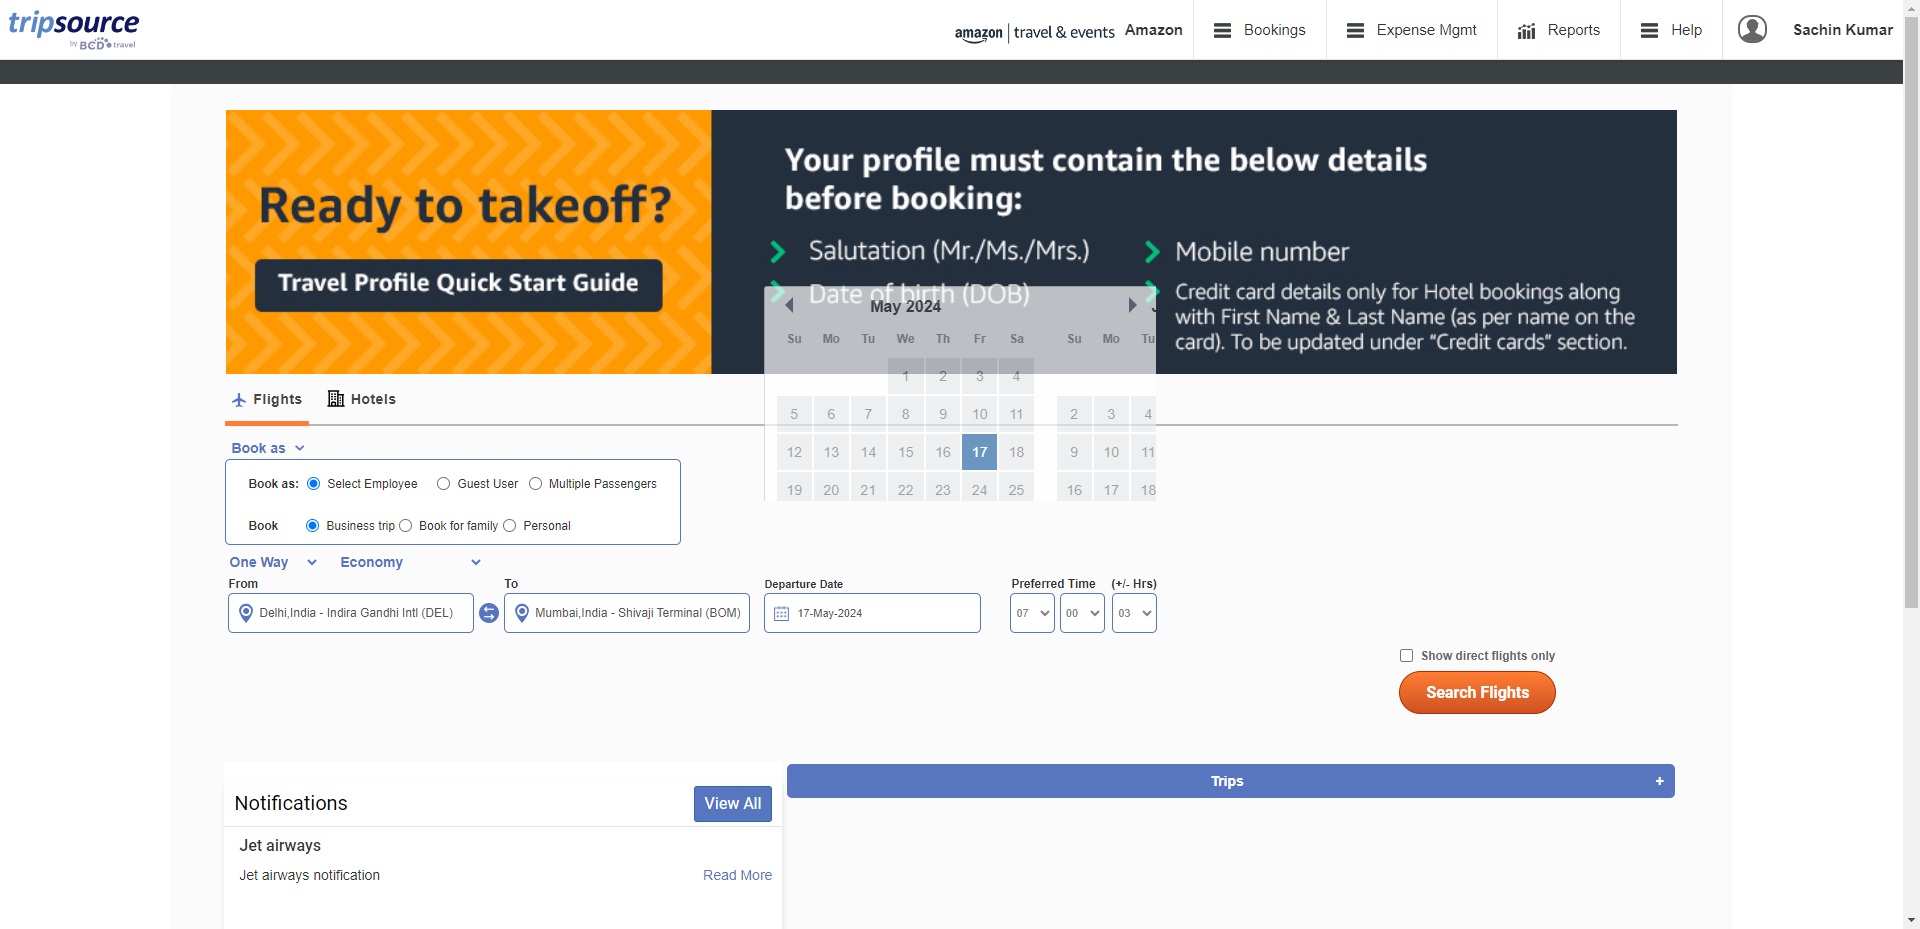 tripsource
by BCD travel
amazon | travel & events Amazon
Bookings
Expense Mgmt
Reports
Help
Sachin Kumar
Ready to takeoff?
Travel Profile Quick Start Guide
Your profile must contain the below details
before booking:
Salutation (Mr./Ms./Mrs.)
Date of birth (DOB)
Mobile number
Credit card details only for Hotel bookings along
with First Name & Last Name (as per name on the
card). To be updated under “Credit cards” section.
May 2024
Su Mo Tu We Th Fr Sa
1 2 3 4
5 6 7 8 9 10 11
12 13 14 15 16 17 18
19 20 21 22 23 24 25
Su Mo Tu
2 3 4
9 10 11
16 17 18
Flights
Hotels
Book as
Book as: Select Employee Guest User Multiple Passengers
Book Business trip Book for family Personal
One Way Economy
From
Delhi,India - Indira Gandhi Intl (DEL)
To
Mumbai,India - Shivaji Terminal (BOM)
Departure Date
17-May-2024
Preferred Time (+/- Hrs)
07 00 03
Show direct flights only
Search Flights
Notifications
View All
Jet airways
Jet airways notification
Read More
Trips +